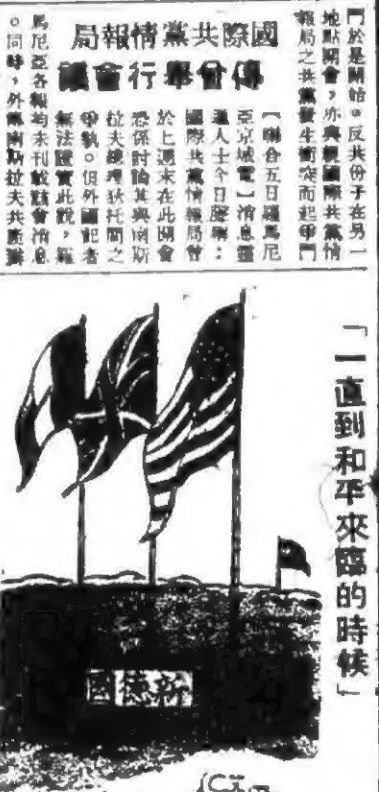 門於是開始。反共份子在另一
地點開會，亦與親國際共黨情
報局之共黨發生衝突而起爭鬥
國際共黨情報局
傳曾舉行會議
【聯合五日羅馬尼
亞京城電】消息靈
通人士今日聲稱：
國際共黨情報局曾
於上週末在此開會
恐係討論其與南斯
拉夫總理狄托間之
爭執。但外國記者
無法證實此說，羅
馬尼亞各報均未刊載該會消息
。同時，外傳南斯拉夫共產黨
「一直到和平來臨的時候」
新德國